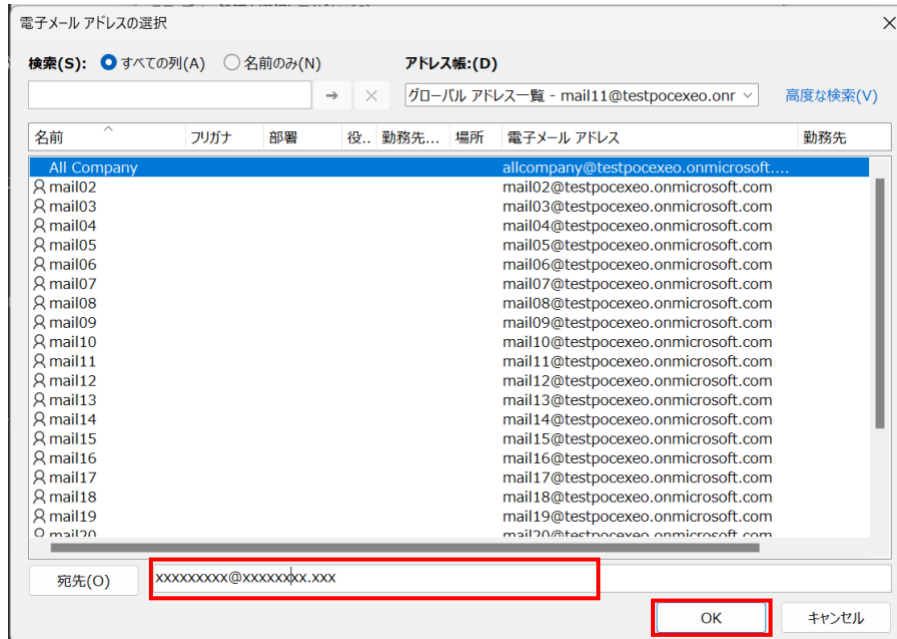 電子メール アドレスの選択
検索(S): すべての列(A) 名前のみ(N) アドレス帳:(D)
グローバル アドレス一覧 - mail11@testpocexeo.onr 高度な検索(V)
名前 フリガナ 部署 役.. 勤務先... 場所 電子メール アドレス 勤務先
All Company allcompany@testpocexeo.onmicrosoft....
mail02 mail02@testpocexeo.onmicrosoft.com
mail03 mail03@testpocexeo.onmicrosoft.com
mail04 mail04@testpocexeo.onmicrosoft.com
mail05 mail05@testpocexeo.onmicrosoft.com
mail06 mail06@testpocexeo.onmicrosoft.com
mail07 mail07@testpocexeo.onmicrosoft.com
mail08 mail08@testpocexeo.onmicrosoft.com
mail09 mail09@testpocexeo.onmicrosoft.com
mail10 mail10@testpocexeo.onmicrosoft.com
mail11 mail11@testpocexeo.onmicrosoft.com
mail12 mail12@testpocexeo.onmicrosoft.com
mail13 mail13@testpocexeo.onmicrosoft.com
mail14 mail14@testpocexeo.onmicrosoft.com
mail15 mail15@testpocexeo.onmicrosoft.com
mail16 mail16@testpocexeo.onmicrosoft.com
mail17 mail17@testpocexeo.onmicrosoft.com
mail18 mail18@testpocexeo.onmicrosoft.com
mail19 mail19@testpocexeo.onmicrosoft.com
mail20 mail20@testpocexeo.onmicrosoft.com
宛先(O) xxxxxxxxx@xxxxxxxx.xxx
OK キャンセル